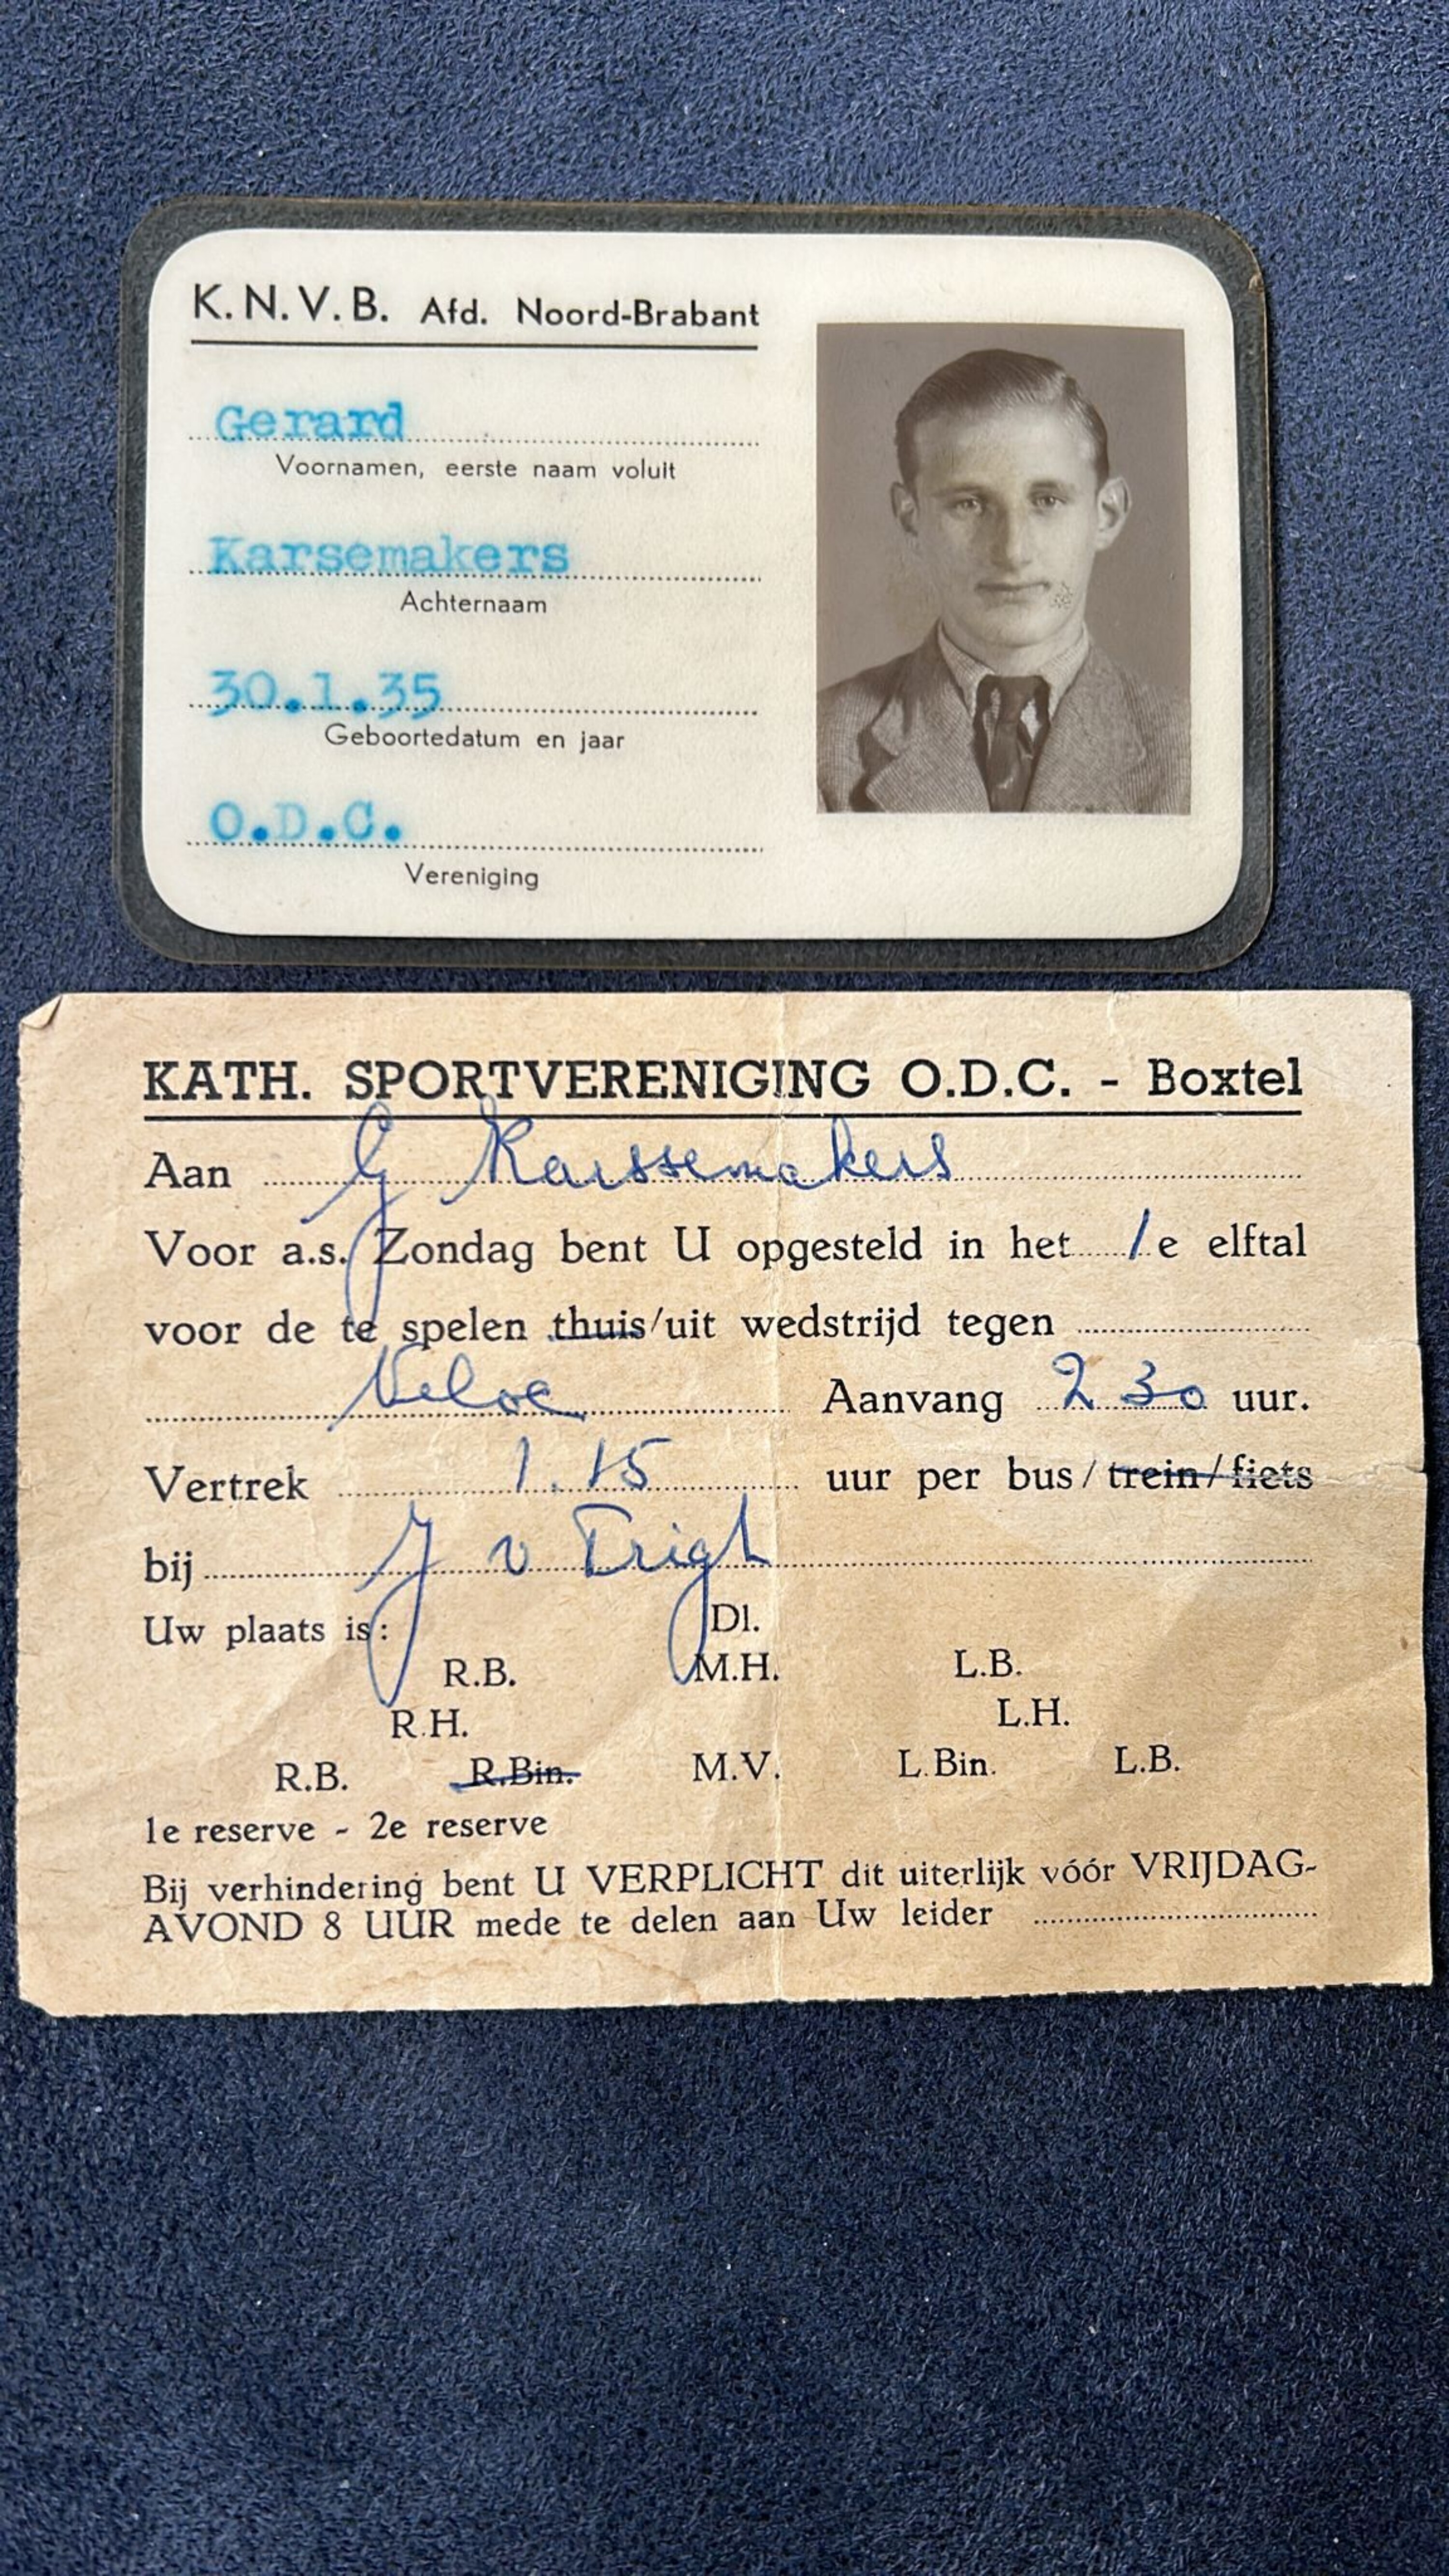 K.N.V.B. Afd. Noord-Brabant
Gerard
Voornamen, eerste naam voluit
Karsemakers
Achternaam
30.1.35
Geboortedatum en jaar
O.D.C.
Vereniging
KATH. SPORTVERENIGING O.D.C. - Boxtel
Aan G Karssemakers
Voor a.s. Zondag bent U opgesteld in het 1e elftal
voor de te spelen thuis/uit wedstrijd tegen
Veloc Aanvang 2 30 uur.
Vertrek 1.15 uur per bus/trein/fiets
bij J v Trigt
Uw plaats is: Dl.
R.B. M.H. L.B.
R.H. L.H.
R.B. R.Bin. M.V. L.Bin. L.B.
1e reserve - 2e reserve
Bij verhindering bent U VERPLICHT dit uiterlijk vóór VRIJDAG-
AVOND 8 UUR mede te delen aan Uw leider